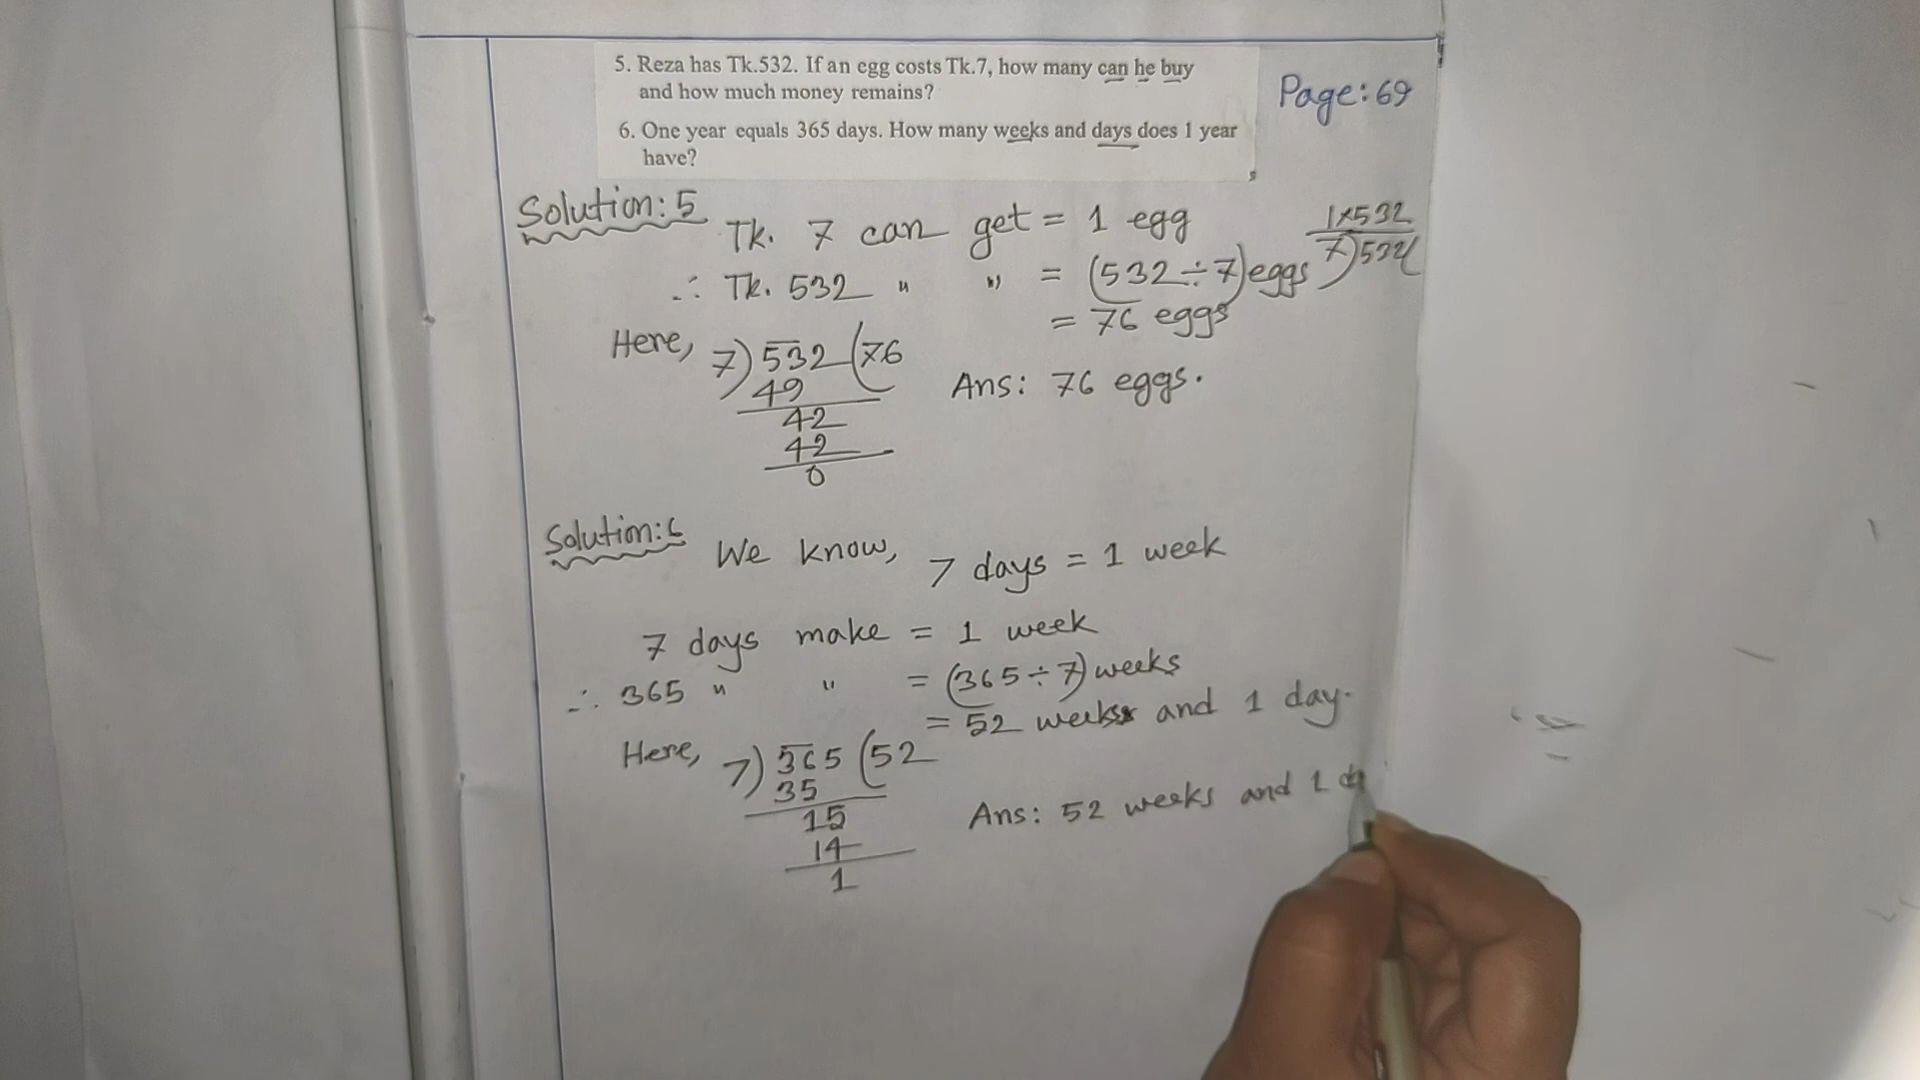 5. Reza has Tk.532. If an egg costs Tk.7, how many can he buy
and how much money remains?
6. One year equals 365 days. How many weeks and days does 1 year
have?
Page: 69
Solution: 5
Tk. 7 can get = 1 egg
∴ Tk. 532 " " = (532 ÷ 7) eggs
= 76 eggs
1×532
7)532(
Here, 7) 532 (76
49
42
42
0
Ans: 76 eggs.
Solution: 6
We know, 7 days = 1 week
7 days make = 1 week
∴ 365 " " = (365 ÷ 7) weeks
= 52 weeks and 1 day.
Here, 7) 365 (52
35
15
14
1
Ans: 52 weeks and 1 da